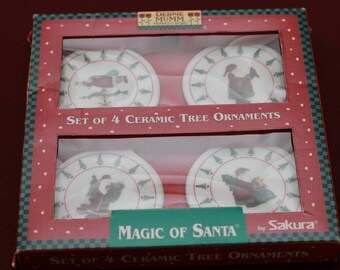 DEBBIE
MUMM
SET OF 4 CERAMIC TREE ORNAMENTS
SET OF 4 CERAMIC TREE ORNAMENTS
MAGIC OF SANTA by Sakura®